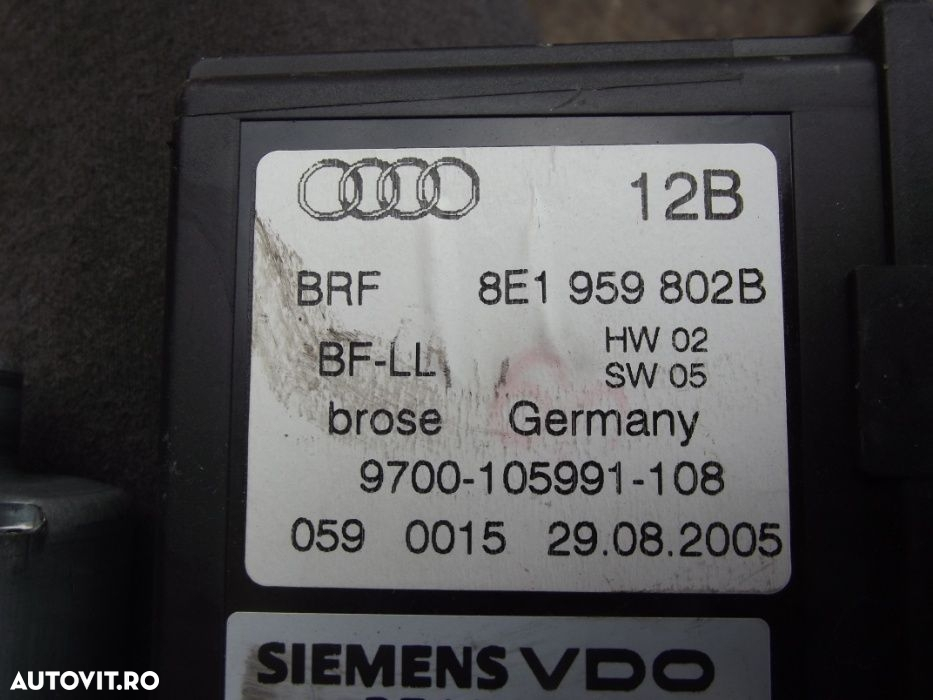 12B
BRF 8E1 959 802B
BF-LL HW 02
SW 05
brose Germany
9700-105991-108
059 0015 29.08.2005
SIEMENS VDO
AUTOVIT.RO